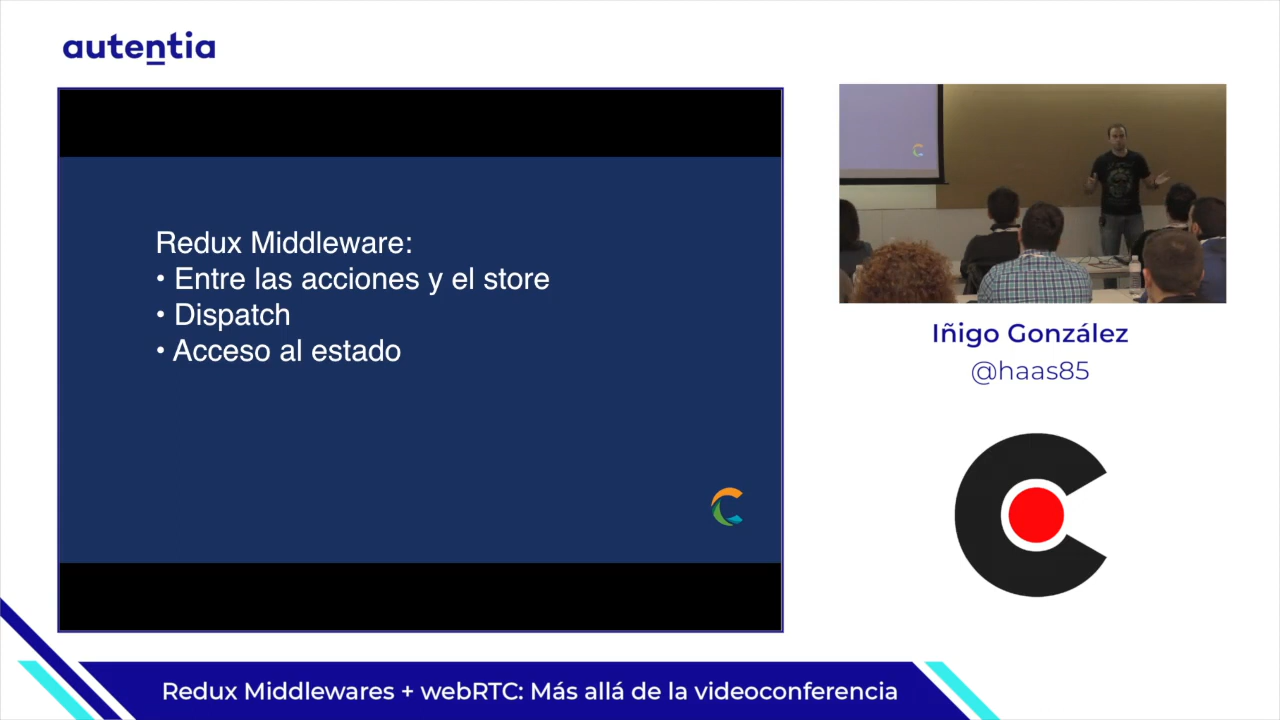 autentia
Redux Middleware:
• Entre las acciones y el store
• Dispatch
• Acceso al estado
Iñigo González
@haas85
Redux Middlewares + webRTC: Más allá de la videoconferencia